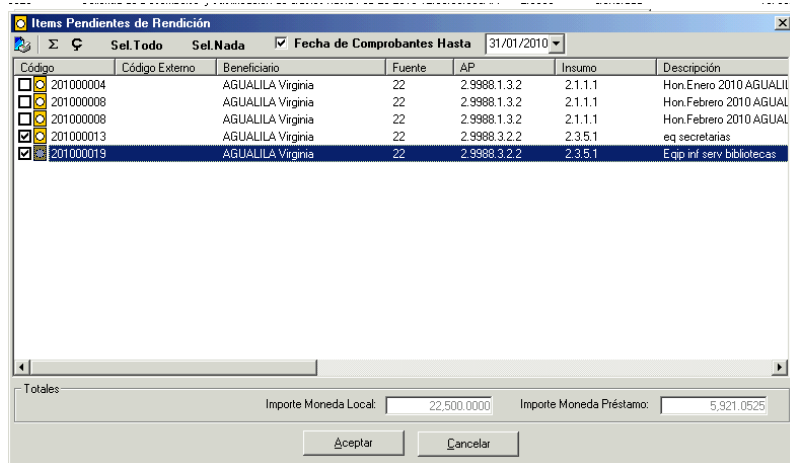 Items Pendientes de Rendición
Σ Ç Sel.Todo Sel.Nada Fecha de Comprobantes Hasta 31/01/2010
Código Código Externo Beneficiario Fuente AP Insumo Descripción
201000004 AGUALILA Virginia 22 2.9988.1.3.2 2.1.1.1 Hon.Enero 2010 AGUALIL
201000008 AGUALILA Virginia 22 2.9988.1.3.2 2.1.1.1 Hon.Febrero 2010 AGUAL
201000008 AGUALILA Virginia 22 2.9988.1.3.2 2.1.1.1 Hon.Febrero 2010 AGUAL
201000013 AGUALILA Virginia 22 2.9988.3.2.2 2.3.5.1 eq secretarias
201000019 AGUALILA Virginia 22 2.9988.3.2.2 2.3.5.1 Eqip inf serv bibliotecas
Totales
Importe Moneda Local: 22,500.0000 Importe Moneda Préstamo: 5,921.0525
Aceptar Cancelar